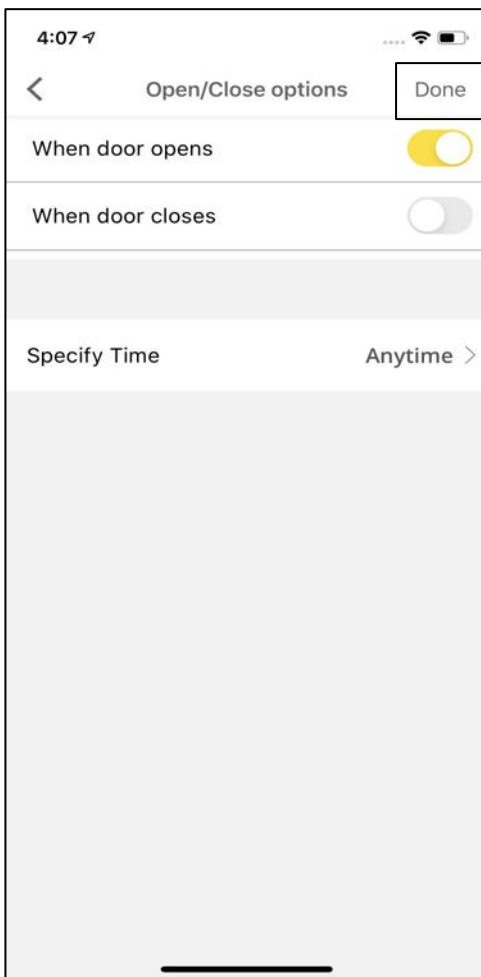 4:07
Open/Close options Done
When door opens
When door closes
Specify Time Anytime